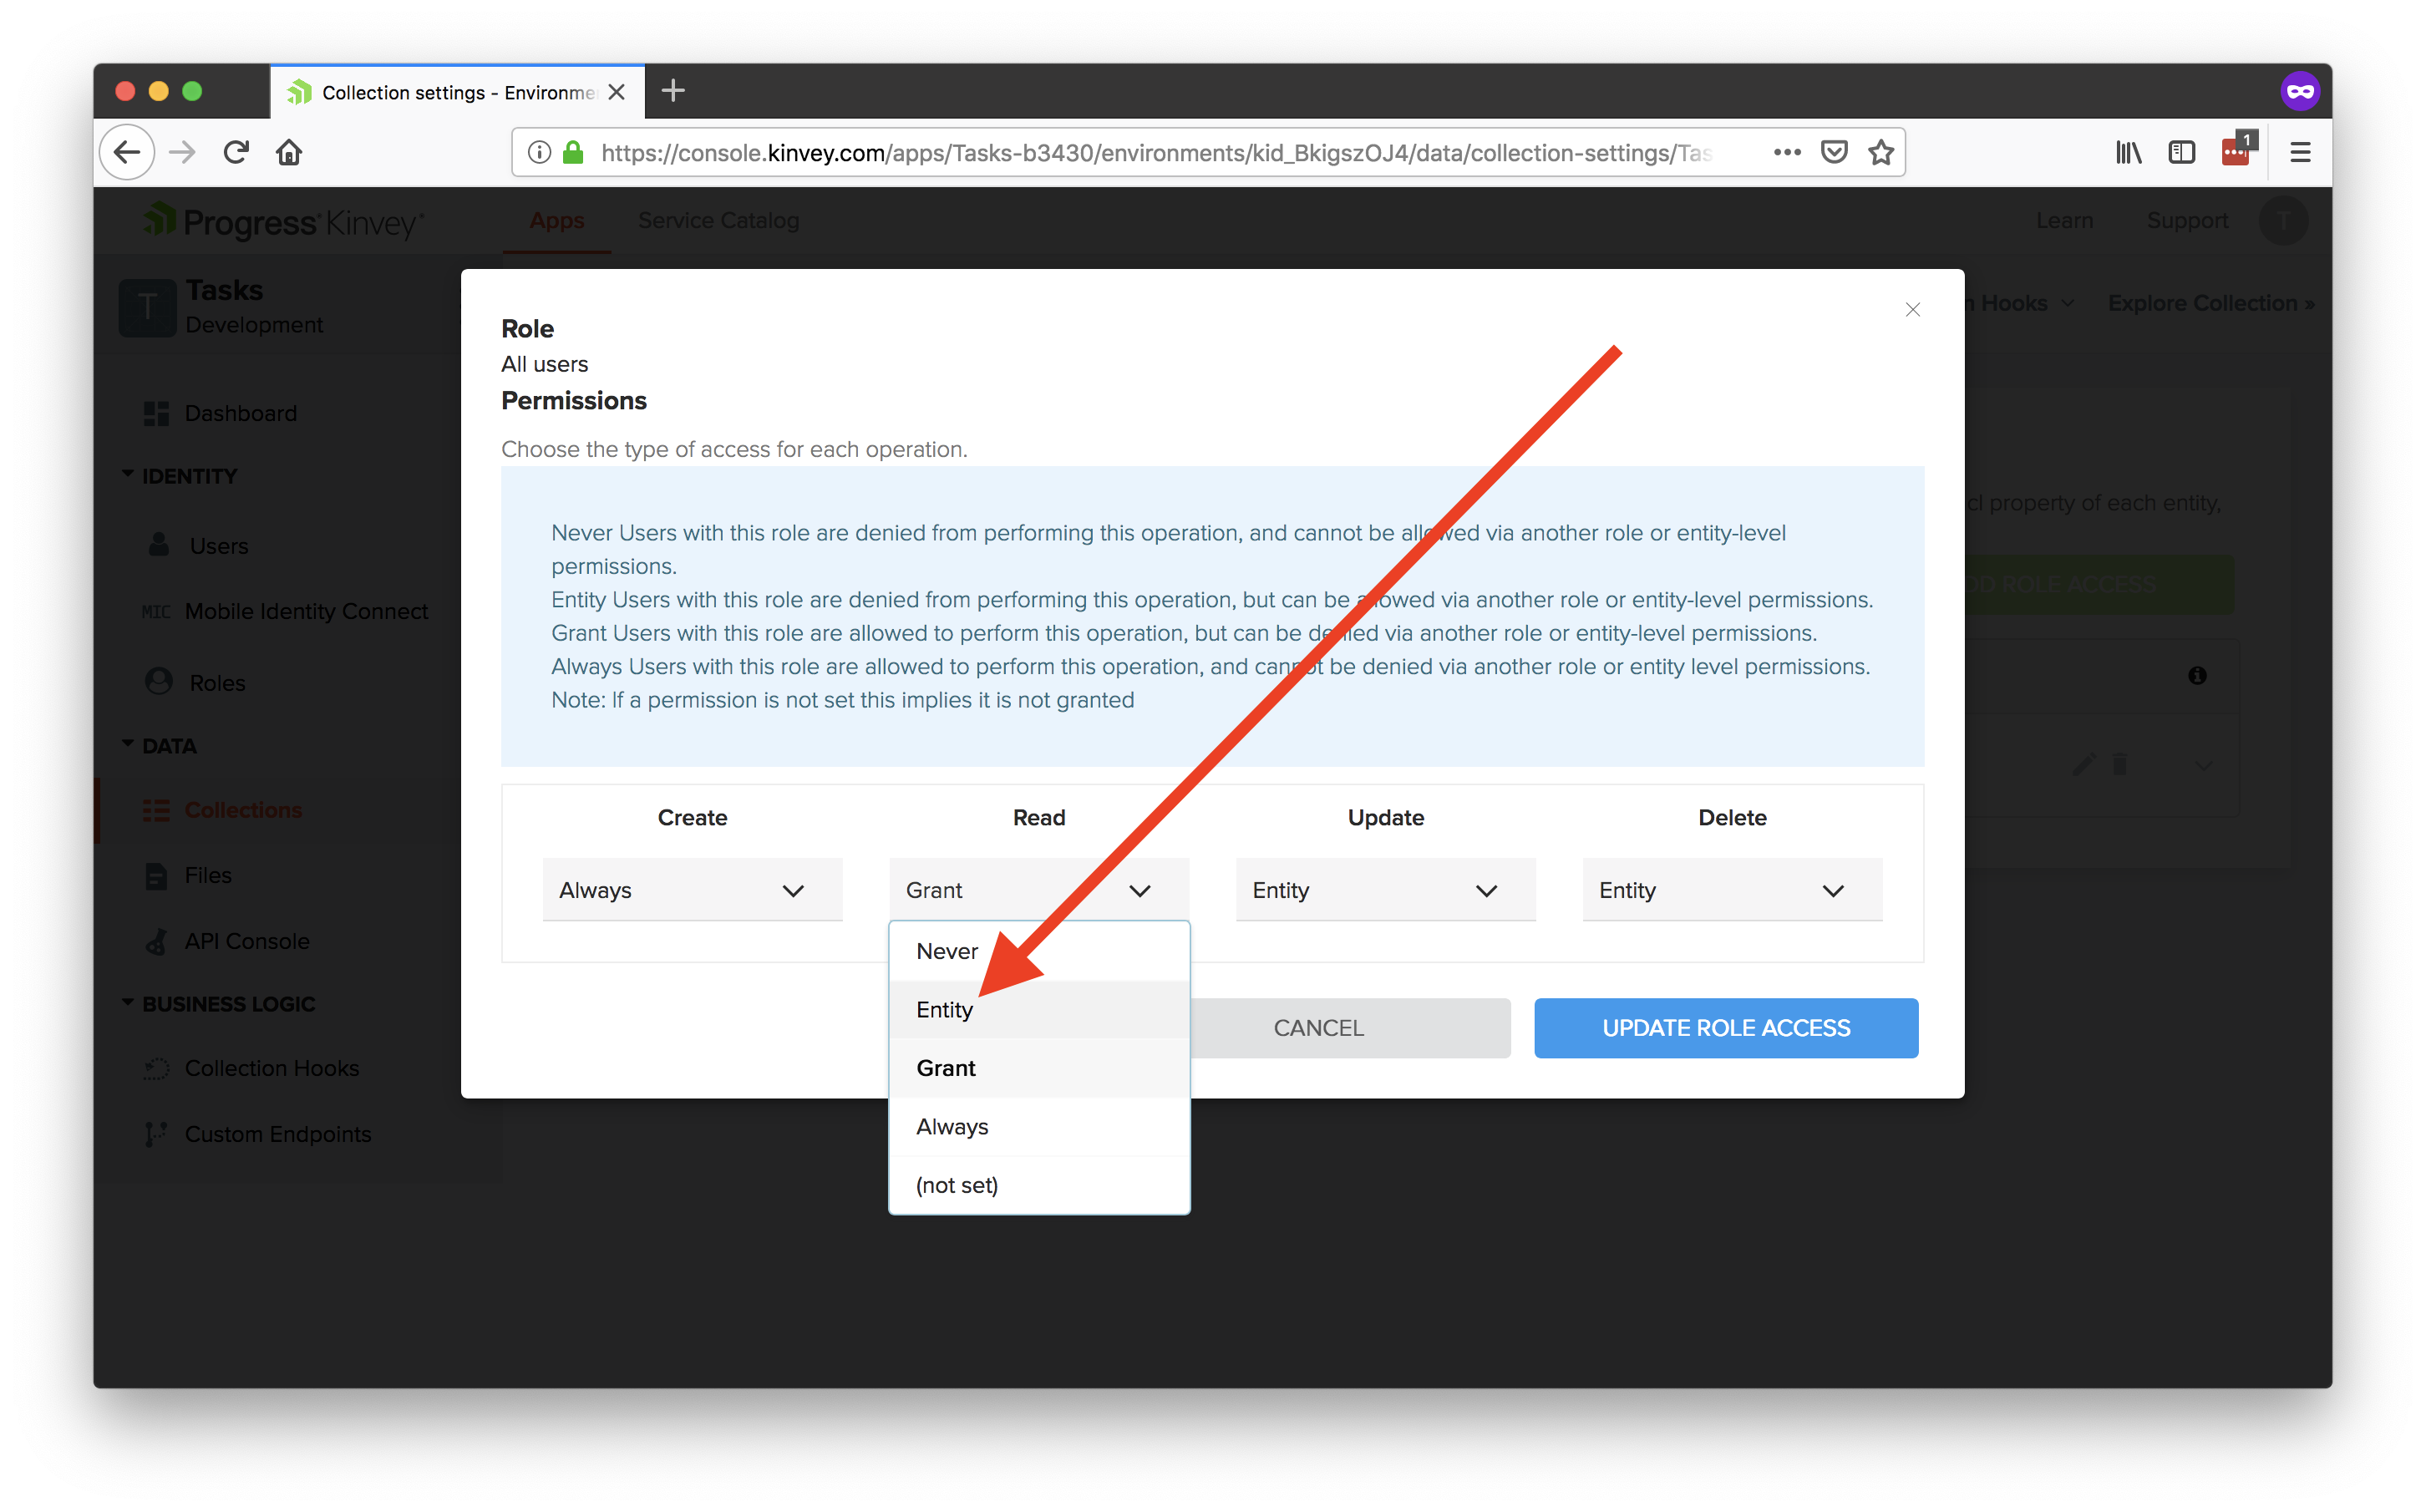 Collection settings - Environme
https://console.kinvey.com/apps/Tasks-b3430/environments/kid_BkigszOJ4/data/collection-settings/Tas
1
Progress Kinvey
Apps
Service Catalog
Learn
Support
T
T
Tasks
Development
Hooks
Explore Collection »
Dashboard
IDENTITY
Users
MIC Mobile Identity Connect
Roles
DATA
Collections
Files
API Console
BUSINESS LOGIC
Collection Hooks
Custom Endpoints
Role
All users
Permissions
Choose the type of access for each operation.
Never Users with this role are denied from performing this operation, and cannot be allowed via another role or entity-level
permissions.
Entity Users with this role are denied from performing this operation, but can be allowed via another role or entity-level permissions.
Grant Users with this role are allowed to perform this operation, but can be denied via another role or entity-level permissions.
Always Users with this role are allowed to perform this operation, and cannot be denied via another role or entity level permissions.
Note: If a permission is not set this implies it is not granted
Create
Read
Update
Delete
Always
Grant
Entity
Entity
Never
Entity
Grant
Always
(not set)
CANCEL
UPDATE ROLE ACCESS
cl property of each entity,
DD ROLE ACCESS